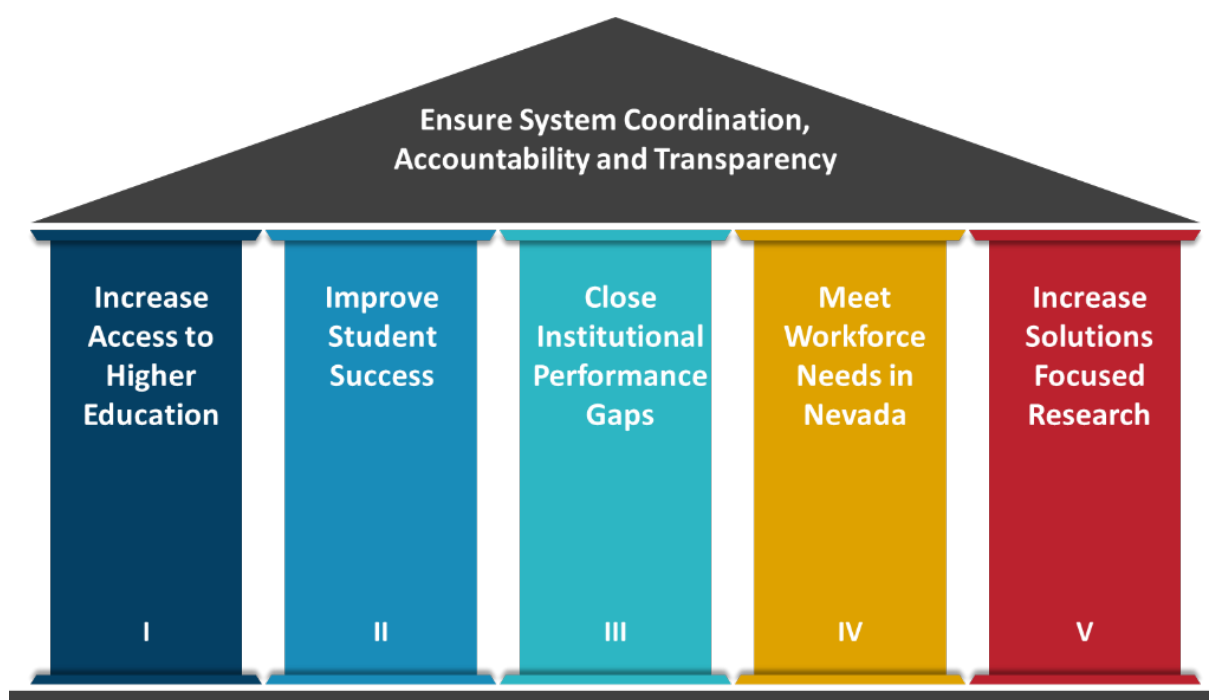 Ensure System Coordination,
Accountability and Transparency
Increase
Access to
Higher
Education
I
Improve
Student
Success
II
Close
Institutional
Performance
Gaps
III
Meet
Workforce
Needs in
Nevada
IV
Increase
Solutions
Focused
Research
V